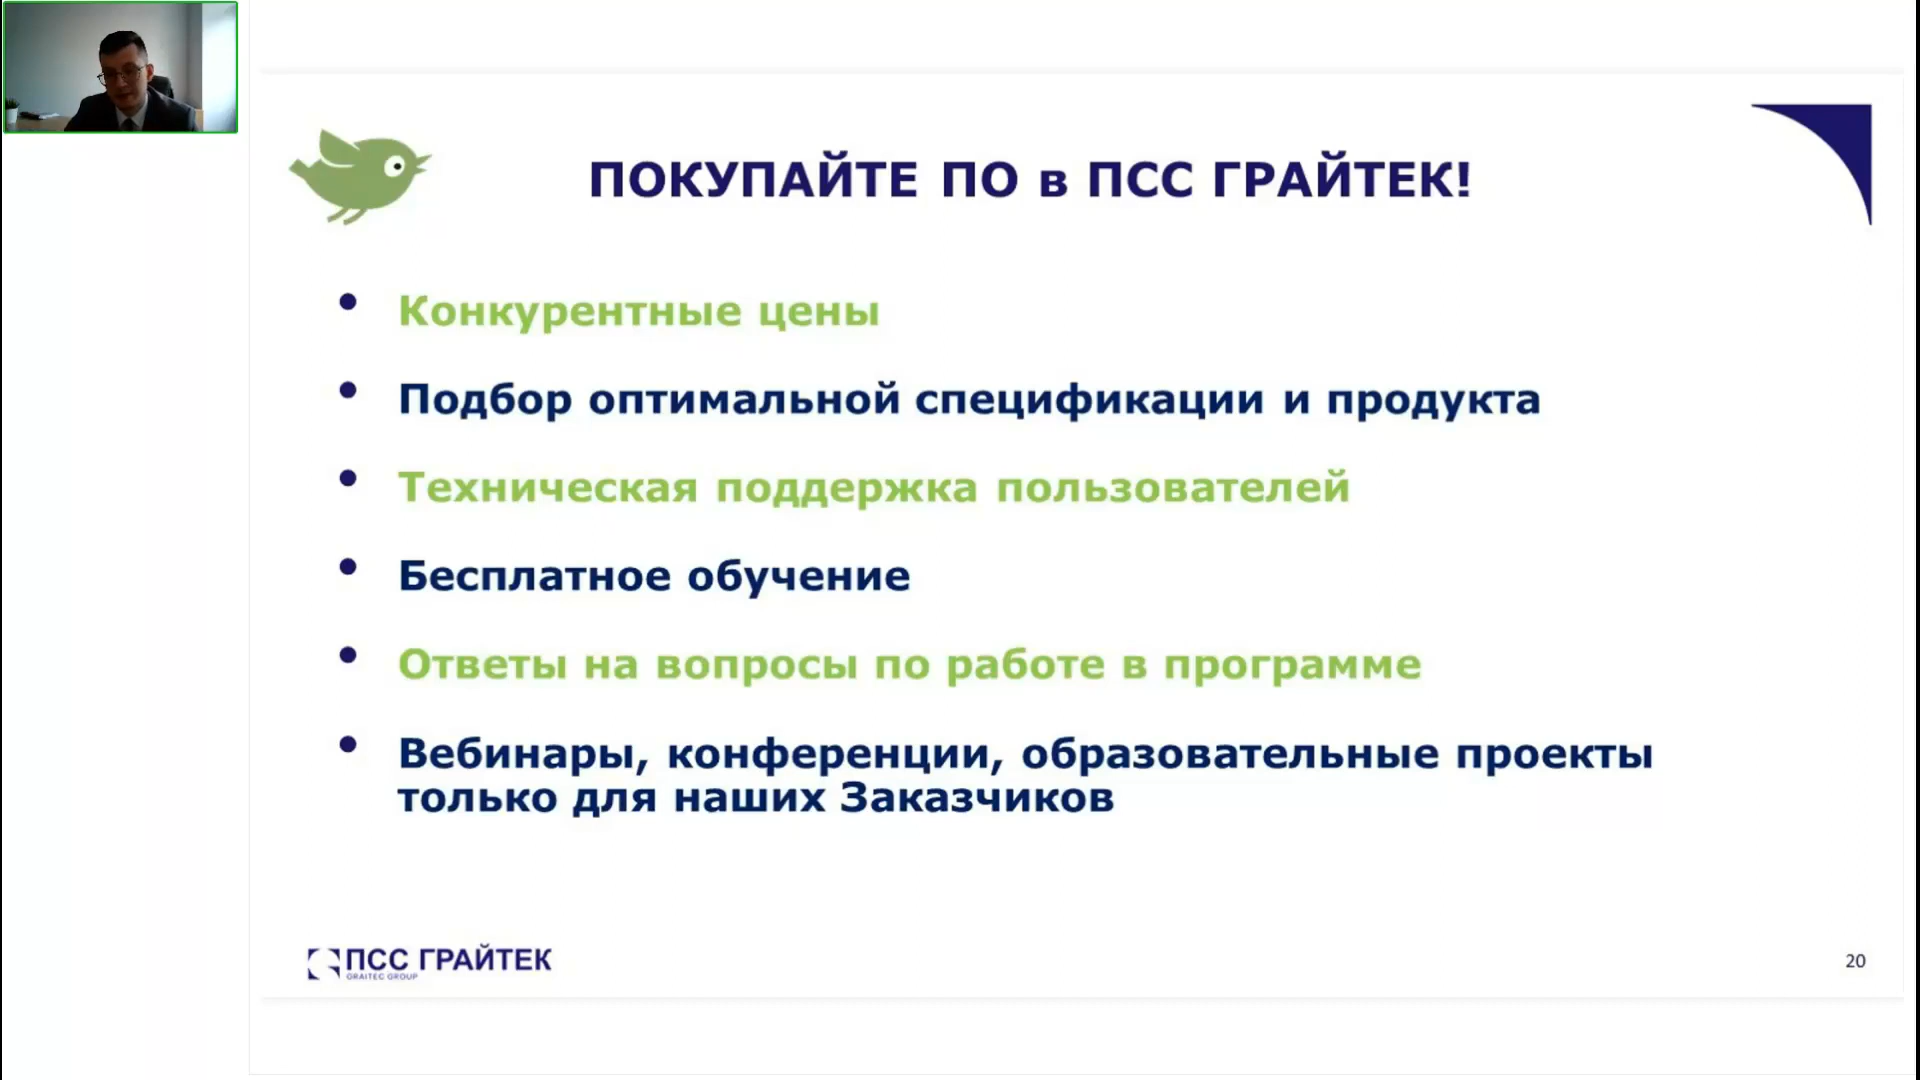 ПОКУПАЙТЕ ПО в ПСС ГРАЙТЕК!
• Конкурентные цены
• Подбор оптимальной спецификации и продукта
• Техническая поддержка пользователей
• Бесплатное обучение
• Ответы на вопросы по работе в программе
• Вебинары, конференции, образовательные проекты
только для наших Заказчиков
ПСС ГРАЙТЕК
GRAITEC GROUP
20